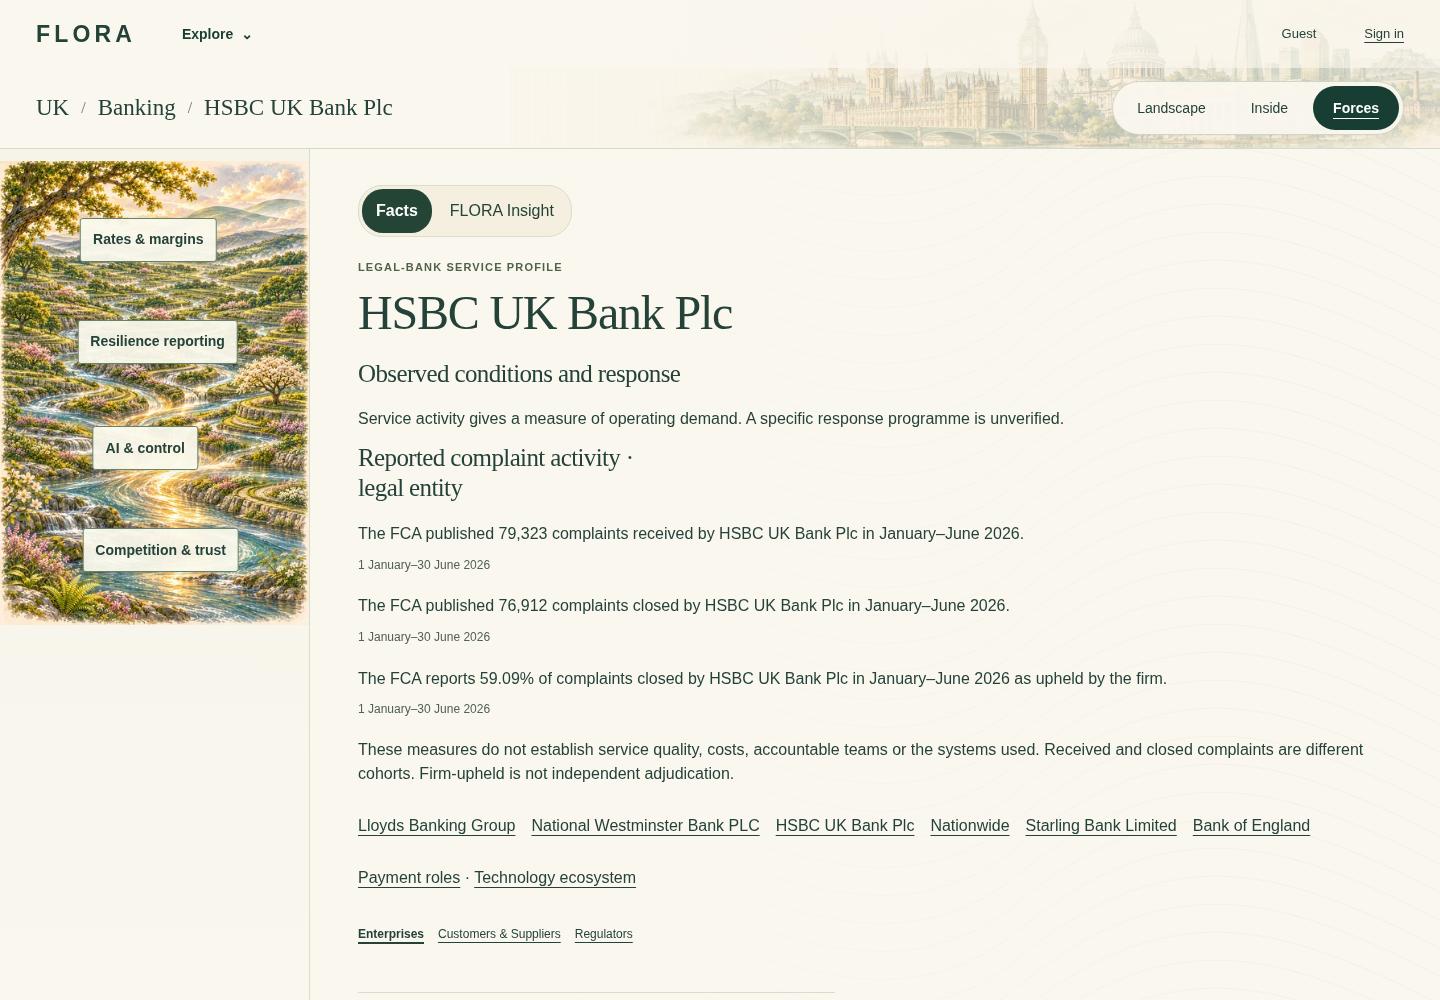 FLORA
Explore
Guest
Sign in
UK / Banking / HSBC UK Bank Plc
Landscape
Inside
Forces
Rates & margins
Resilience reporting
AI & control
Competition & trust
Facts
FLORA Insight
LEGAL-BANK SERVICE PROFILE
HSBC UK Bank Plc
Observed conditions and response
Service activity gives a measure of operating demand. A specific response programme is unverified.
Reported complaint activity ·
legal entity
The FCA published 79,323 complaints received by HSBC UK Bank Plc in January–June 2026.
1 January–30 June 2026
The FCA published 76,912 complaints closed by HSBC UK Bank Plc in January–June 2026.
1 January–30 June 2026
The FCA reports 59.09% of complaints closed by HSBC UK Bank Plc in January–June 2026 as upheld by the firm.
1 January–30 June 2026
These measures do not establish service quality, costs, accountable teams or the systems used. Received and closed complaints are different
cohorts. Firm-upheld is not independent adjudication.
Lloyds Banking Group National Westminster Bank PLC HSBC UK Bank Plc Nationwide Starling Bank Limited Bank of England
Payment roles · Technology ecosystem
Enterprises Customers & Suppliers Regulators